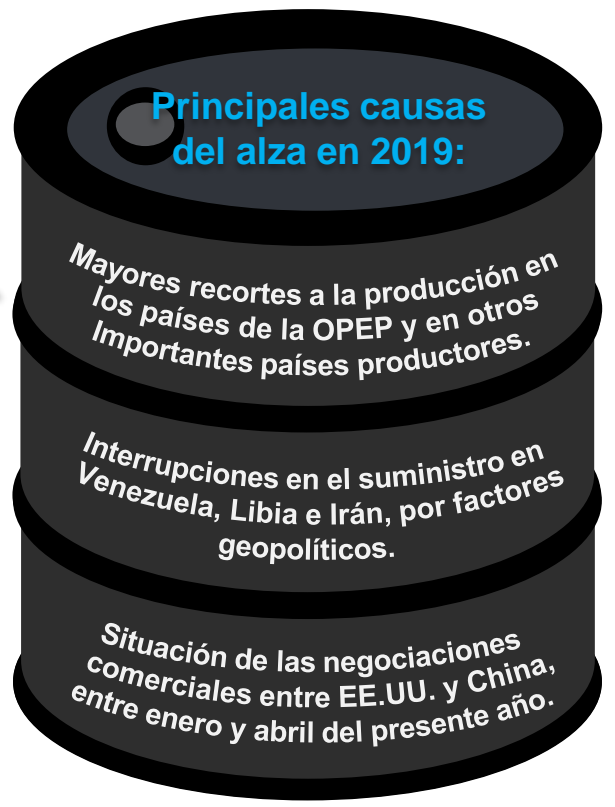 Principales causas
del alza en 2019:
Mayores recortes a la producción en
los países de la OPEP y en otros
Importantes países productores.
Interrupciones en el suministro en
Venezuela, Libia e Irán, por factores
geopolíticos.
Situación de las negociaciones
comerciales entre EE.UU. y China,
entre enero y abril del presente año.